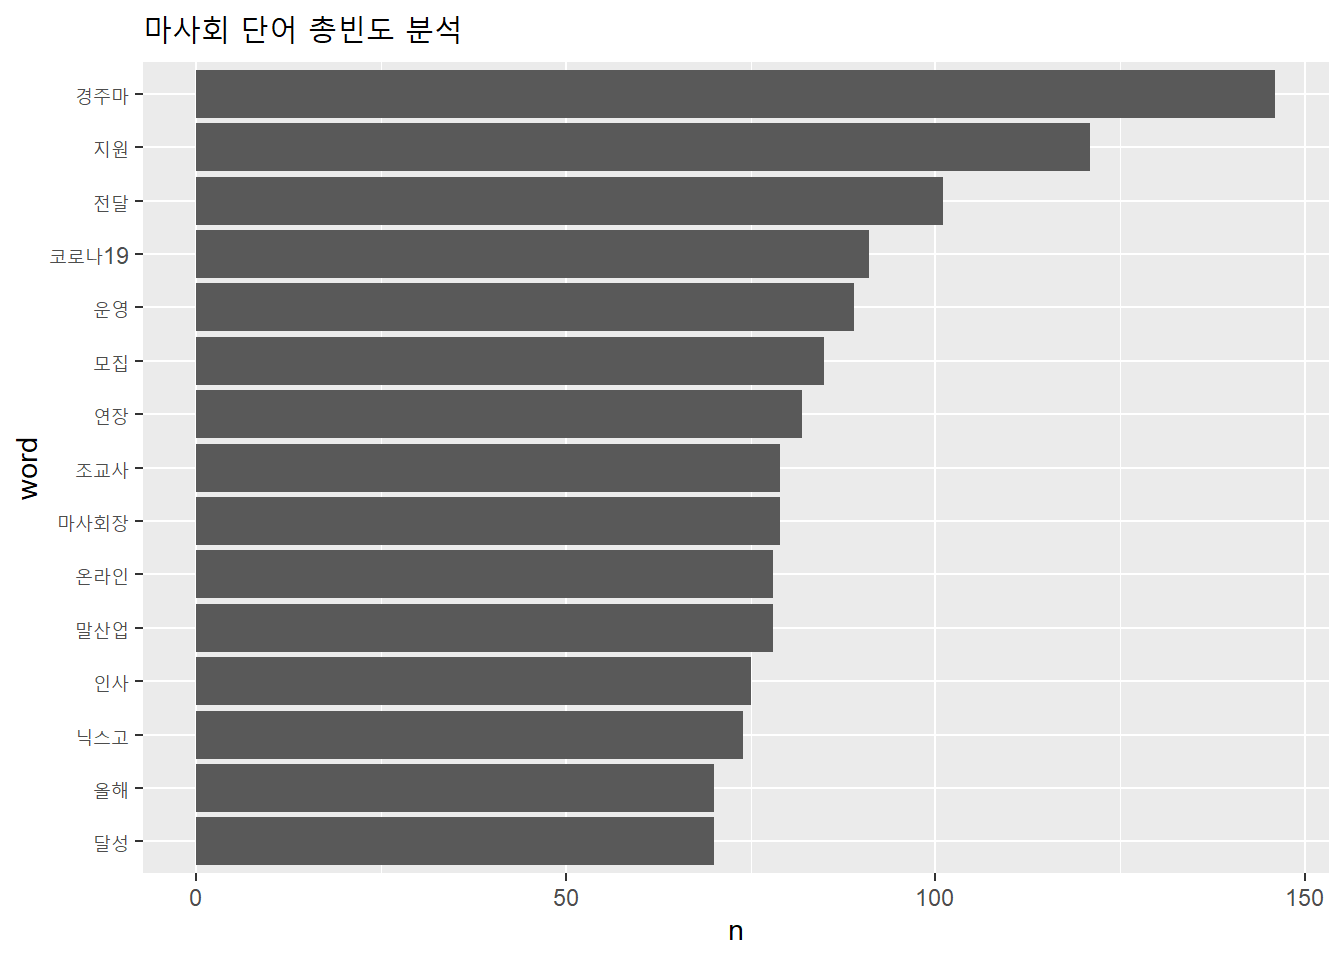 마사회 단어 총빈도 분석
경주마
지원
전달
코로나19
운영
모집
연장
조교사
마사회장
온라인
말산업
인사
닉스고
올해
달성
word
0 50 100 150
n